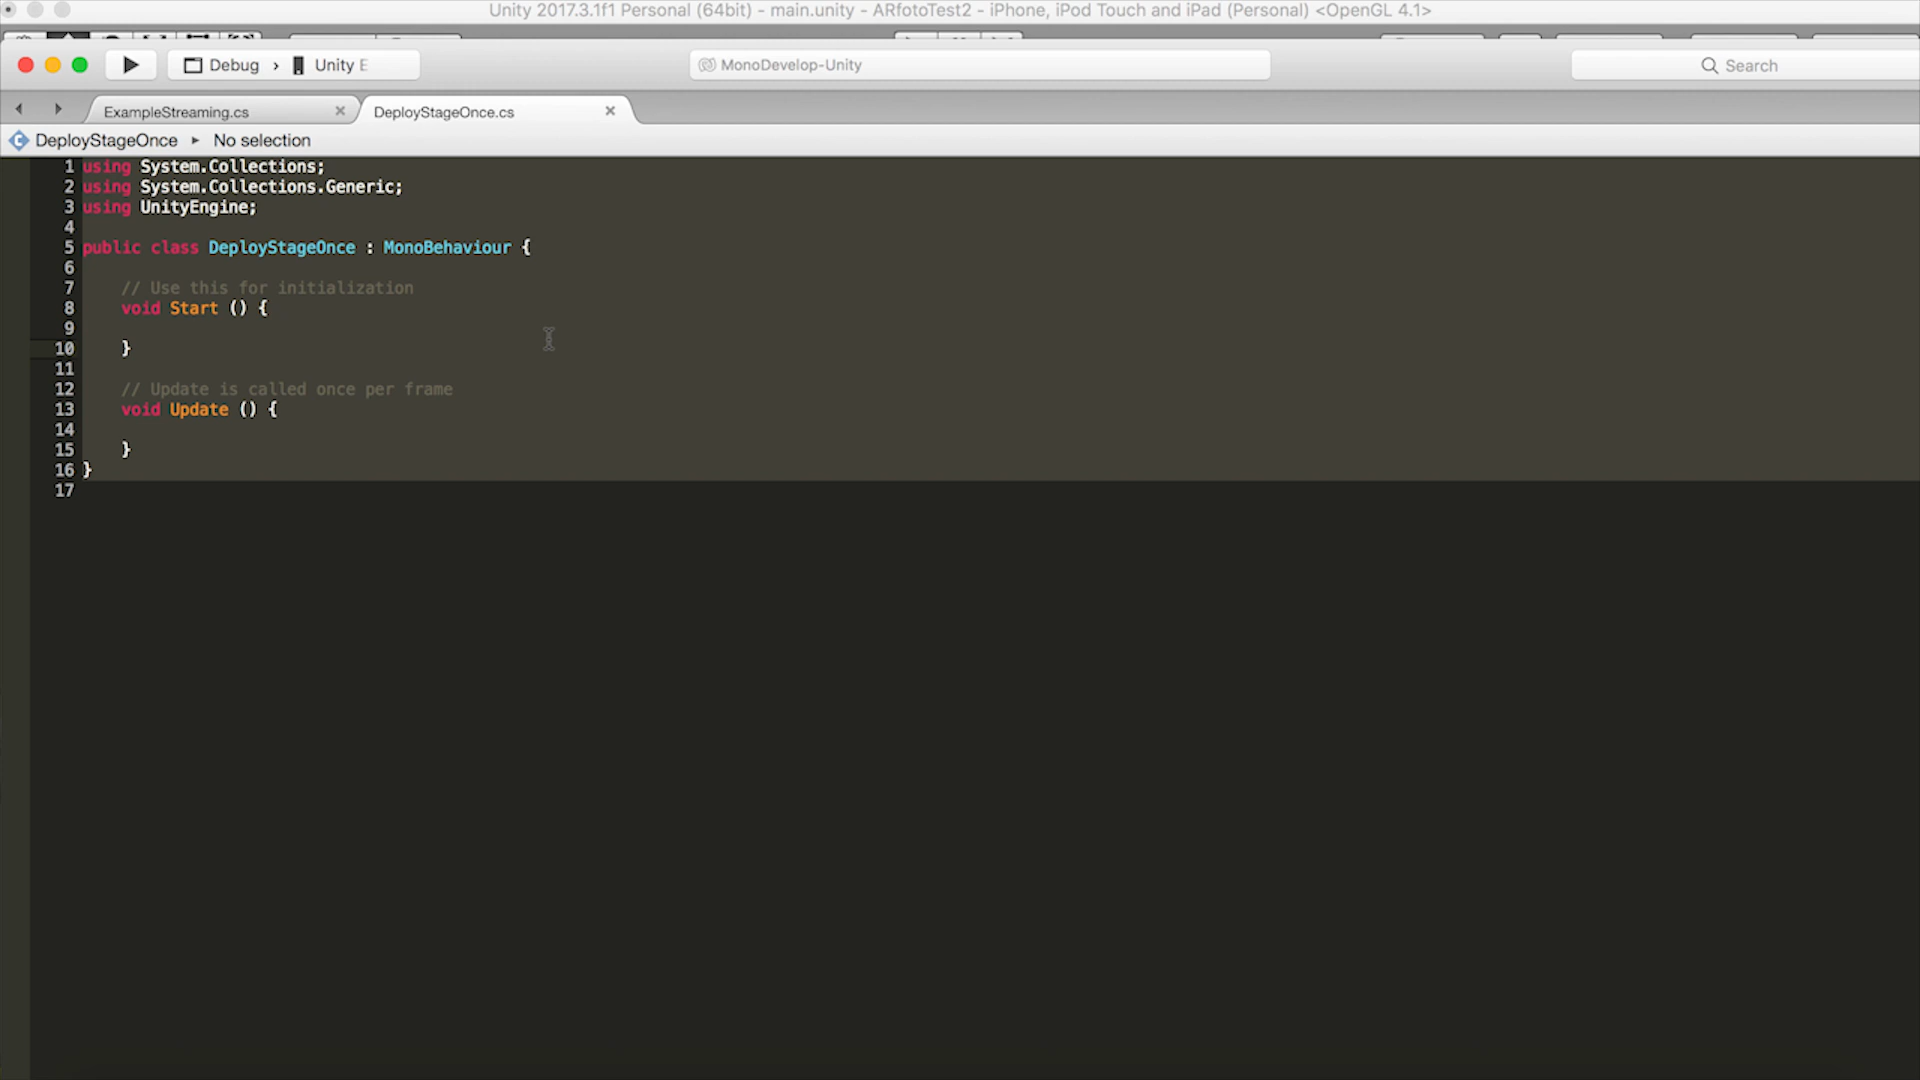 Unity 2017.3.1f1 Personal (64bit) - main.unity - ARfotoTest2 - iPhone, iPod Touch and iPad (Personal) <OpenGL 4.1>
Debug › Unity E
MonoDevelop-Unity
Search
ExampleStreaming.cs
DeployStageOnce.cs
DeployStageOnce ▸ No selection
1 using System.Collections;
2 using System.Collections.Generic;
3 using UnityEngine;
4
5 public class DeployStageOnce : MonoBehaviour {
6
7 // Use this for initialization
8 void Start () {
9
10 }
11
12 // Update is called once per frame
13 void Update () {
14
15 }
16 }
17